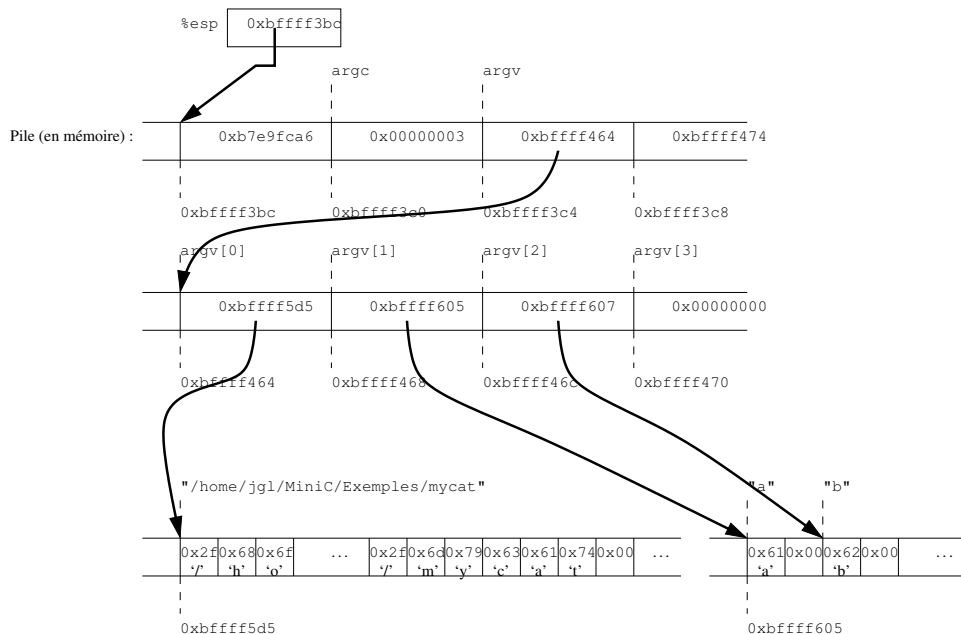 %esp 0xbffff3bc
argc argv
Pile (en mémoire) : 0xb7e9fca6 0x00000003 0xbffff464 0xbffff474
0xbffff3bc 0xbffff3c0 0xbffff3c4 0xbffff3c8
argv[0] argv[1] argv[2] argv[3]
0xbffff5d5 0xbffff605 0xbffff607 0x00000000
0xbffff464 0xbffff468 0xbffff46c 0xbffff470
"/home/jgl/MiniC/Exemples/mycat" "a" "b"
0x2f 0x68 0x6f ... 0x2f 0x6d 0x79 0x63 0x61 0x74 0x00 ... 0x61 0x00 0x62 0x00 ...
‘/’ ‘h’ ‘o’ ‘/’ ‘m’ ‘y’ ‘c’ ‘a’ ‘t’ ‘a’ ‘b’
0xbffff5d5 0xbffff605